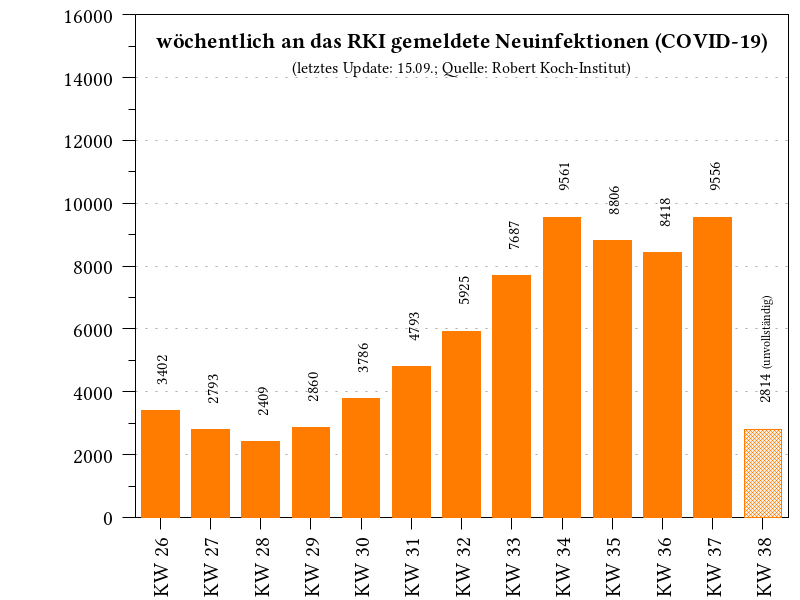 wöchentlich an das RKI gemeldete Neuinfektionen (COVID-19)
(letztes Update: 15.09.; Quelle: Robert Koch-Institut)
16000
14000
12000
10000
8000
6000
4000
2000
0
3402
2793
2409
2860
3786
4793
5925
7687
9561
8806
8418
9556
2814 (unvollständig)
KW 26
KW 27
KW 28
KW 29
KW 30
KW 31
KW 32
KW 33
KW 34
KW 35
KW 36
KW 37
KW 38